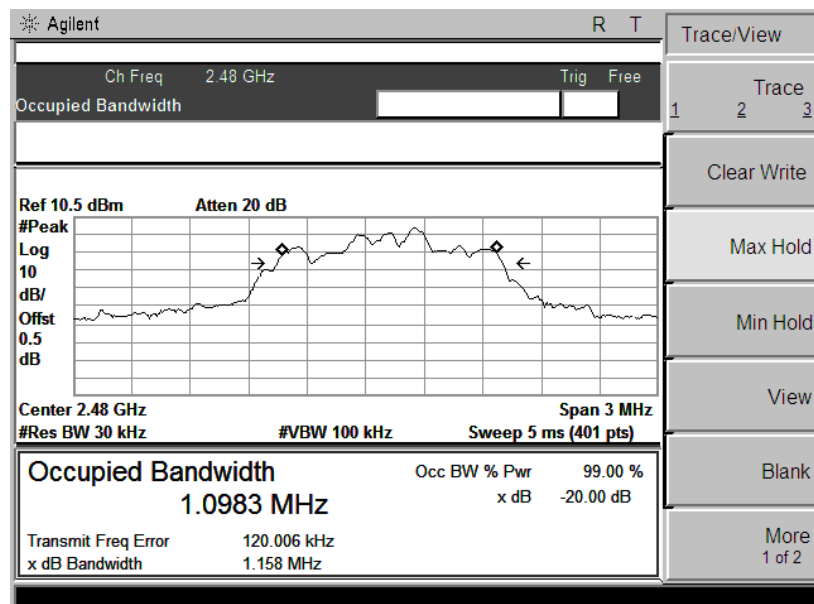 Agilent R T
Trace/View
Ch Freq 2.48 GHz Trig Free
Occupied Bandwidth
Trace
1 2 3
Clear Write
Max Hold
Min Hold
View
Blank
More
1 of 2
Ref 10.5 dBm Atten 20 dB
#Peak
Log
10
dB/
Offst
0.5
dB
Center 2.48 GHz Span 3 MHz
#Res BW 30 kHz #VBW 100 kHz Sweep 5 ms (401 pts)
Occupied Bandwidth Occ BW % Pwr 99.00 %
1.0983 MHz x dB -20.00 dB
Transmit Freq Error 120.006 kHz
x dB Bandwidth 1.158 MHz